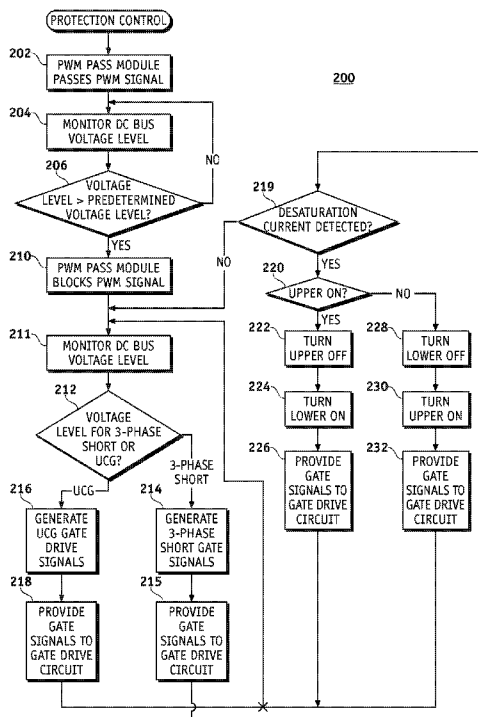 PROTECTION CONTROL
200
202
PWM PASS MODULE
PASSES PWM SIGNAL
204
MONITOR DC BUS
VOLTAGE LEVEL
NO
206
VOLTAGE
LEVEL > PREDETERMINED
VOLTAGE LEVEL?
YES
210
PWM PASS MODULE
BLOCKS PWM SIGNAL
211
MONITOR DC BUS
VOLTAGE LEVEL
212
VOLTAGE
LEVEL FOR 3-PHASE
SHORT OR
UCG?
UCG
3-PHASE
SHORT
216
GENERATE
UCG GATE
DRIVE
SIGNALS
214
GENERATE
3-PHASE
SHORT GATE
SIGNALS
218
PROVIDE
GATE
SIGNALS TO
GATE DRIVE
CIRCUIT
215
PROVIDE
GATE
SIGNALS TO
GATE DRIVE
CIRCUIT
219
DESATURATION
CURRENT DETECTED?
NO
YES
220
UPPER ON?
NO
YES
222
TURN
UPPER OFF
224
TURN
LOWER ON
226
PROVIDE
GATE
SIGNALS TO
GATE DRIVE
CIRCUIT
228
TURN
LOWER OFF
230
TURN
UPPER ON
232
PROVIDE
GATE
SIGNALS TO
GATE DRIVE
CIRCUIT